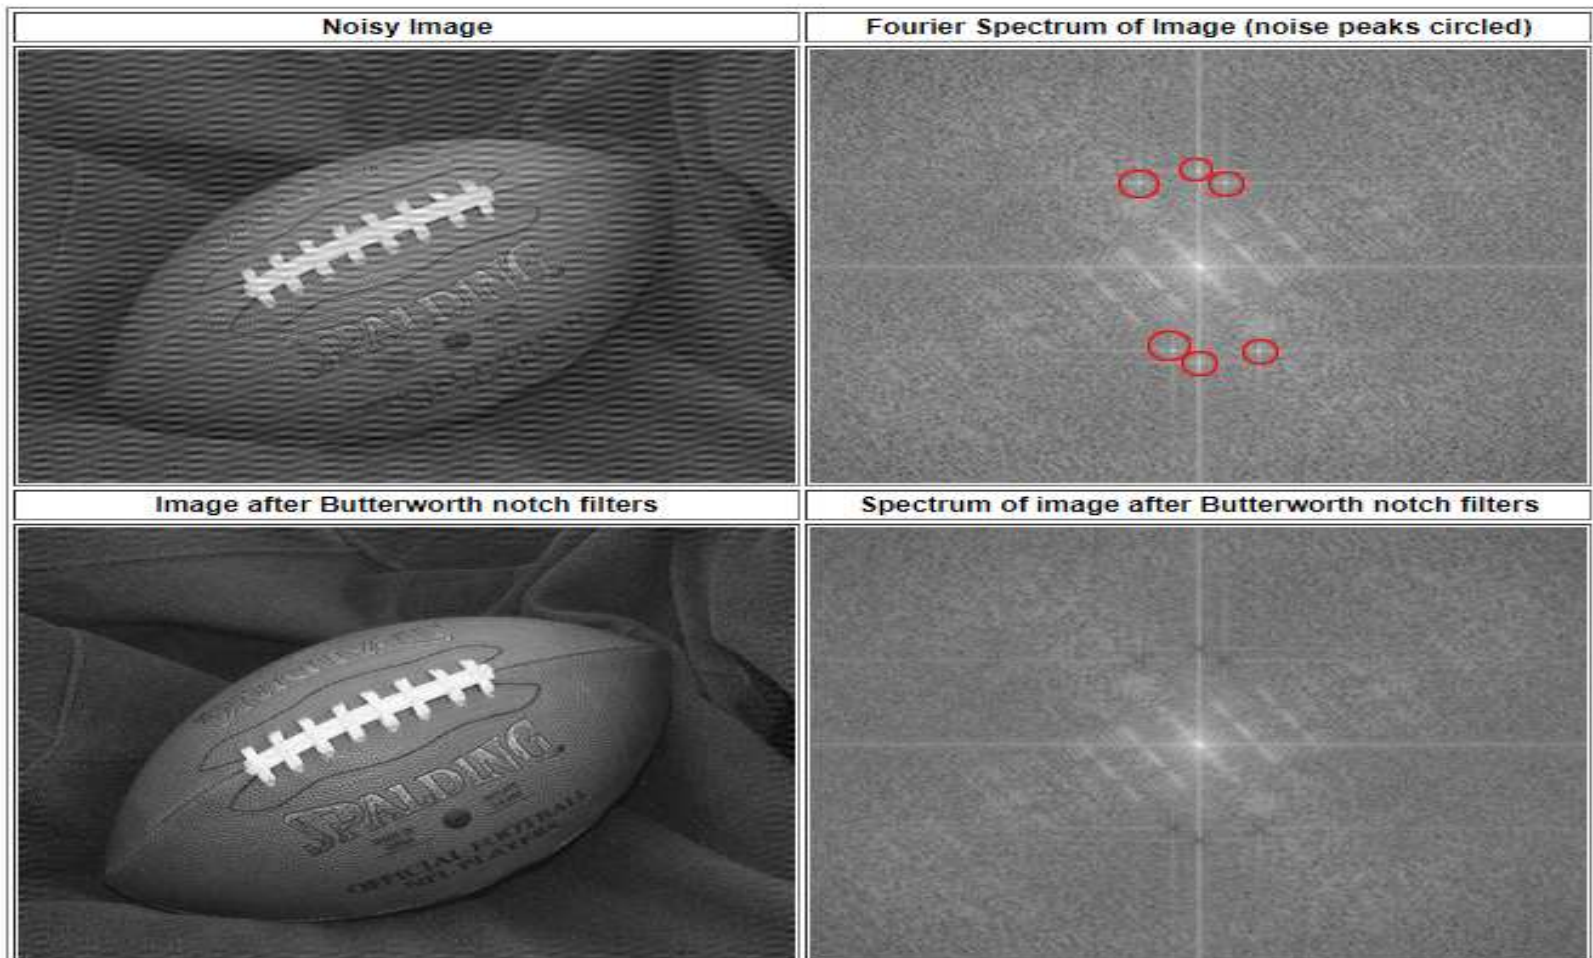 Noisy Image
Fourier Spectrum of Image (noise peaks circled)
SPALDING
Image after Butterworth notch filters
Spectrum of image after Butterworth notch filters
SPALDING
OFFICIAL FOOTBALL
NFL PLAYERS